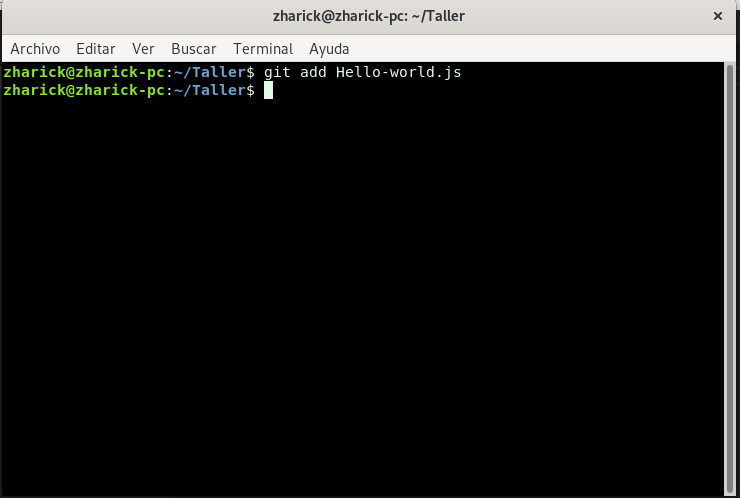 zharick@zharick-pc: ~/Taller ×
Archivo Editar Ver Buscar Terminal Ayuda
zharick@zharick-pc:~/Taller$ git add Hello-world.js
zharick@zharick-pc:~/Taller$